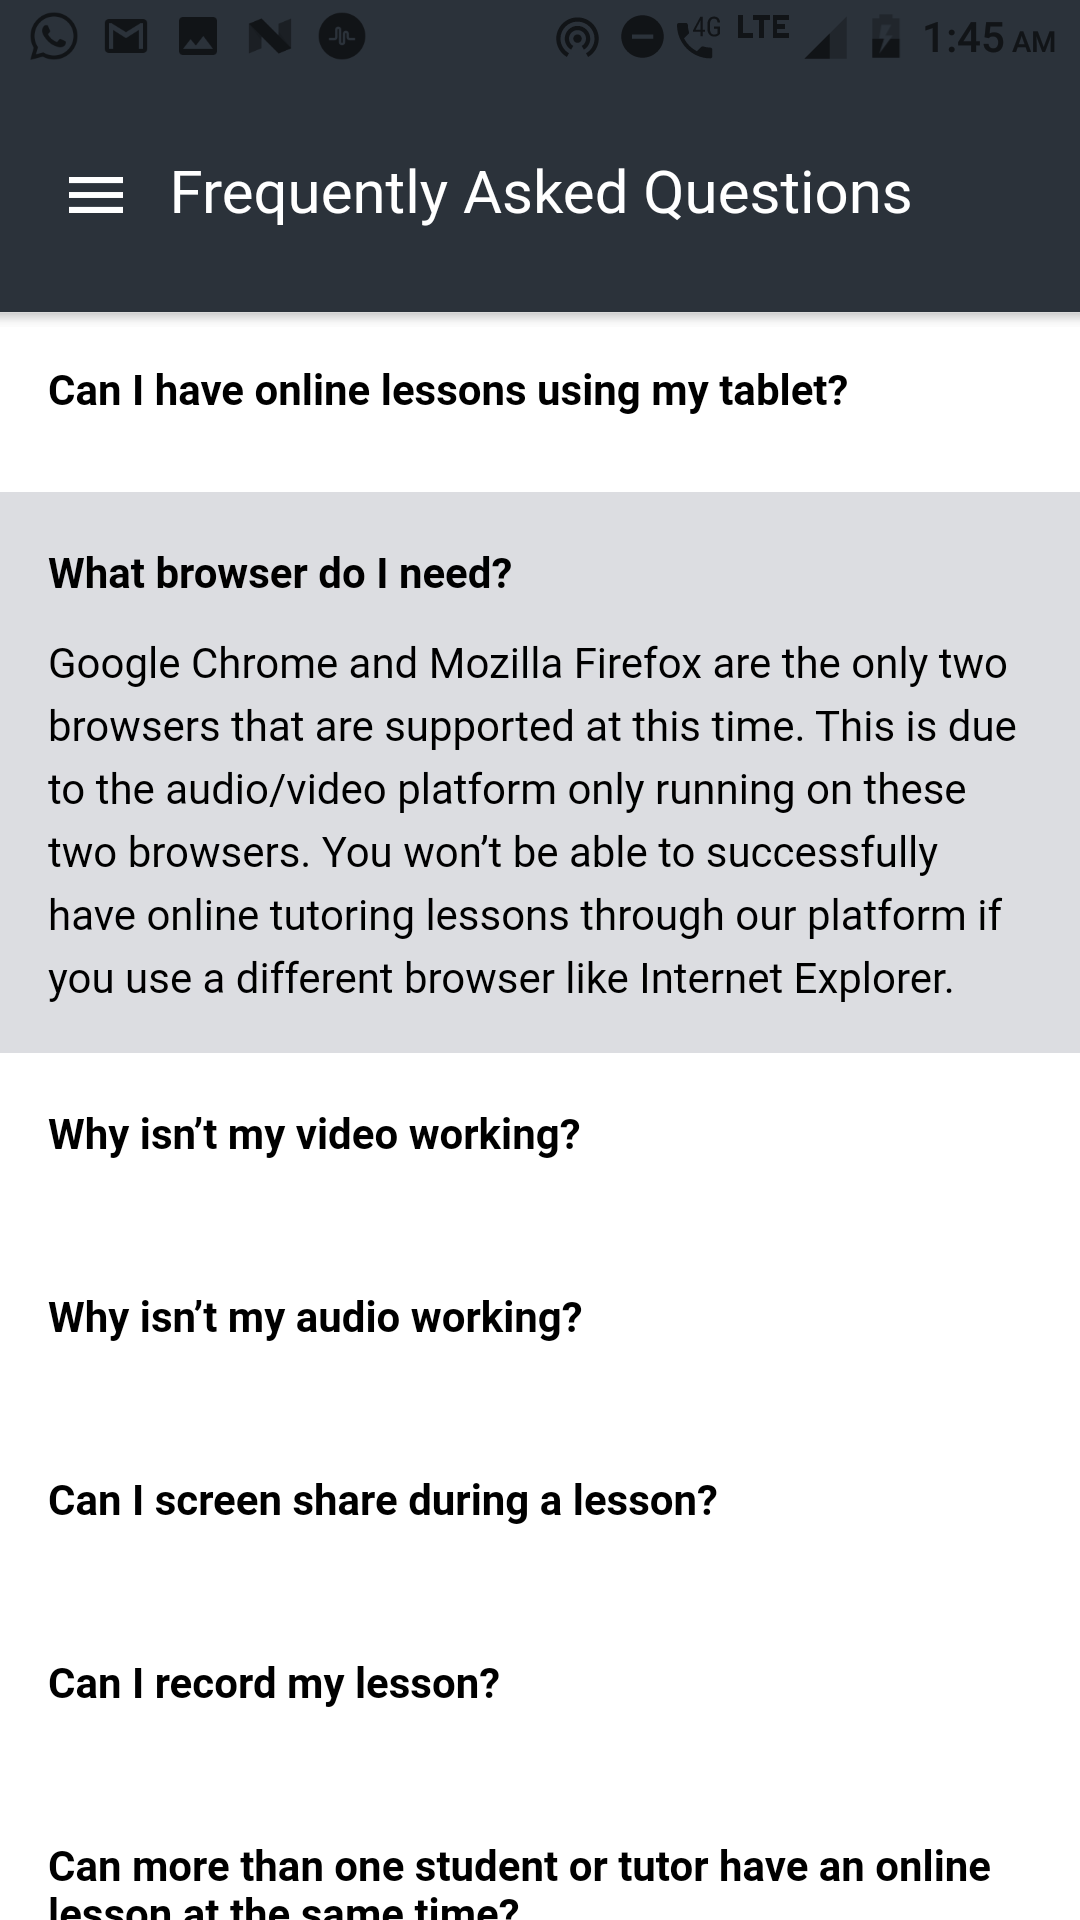 4G LTE 1:45 AM
Frequently Asked Questions
Can I have online lessons using my tablet?
What browser do I need?
Google Chrome and Mozilla Firefox are the only two
browsers that are supported at this time. This is due
to the audio/video platform only running on these
two browsers. You won’t be able to successfully
have online tutoring lessons through our platform if
you use a different browser like Internet Explorer.
Why isn’t my video working?
Why isn’t my audio working?
Can I screen share during a lesson?
Can I record my lesson?
Can more than one student or tutor have an online
lesson at the same time?